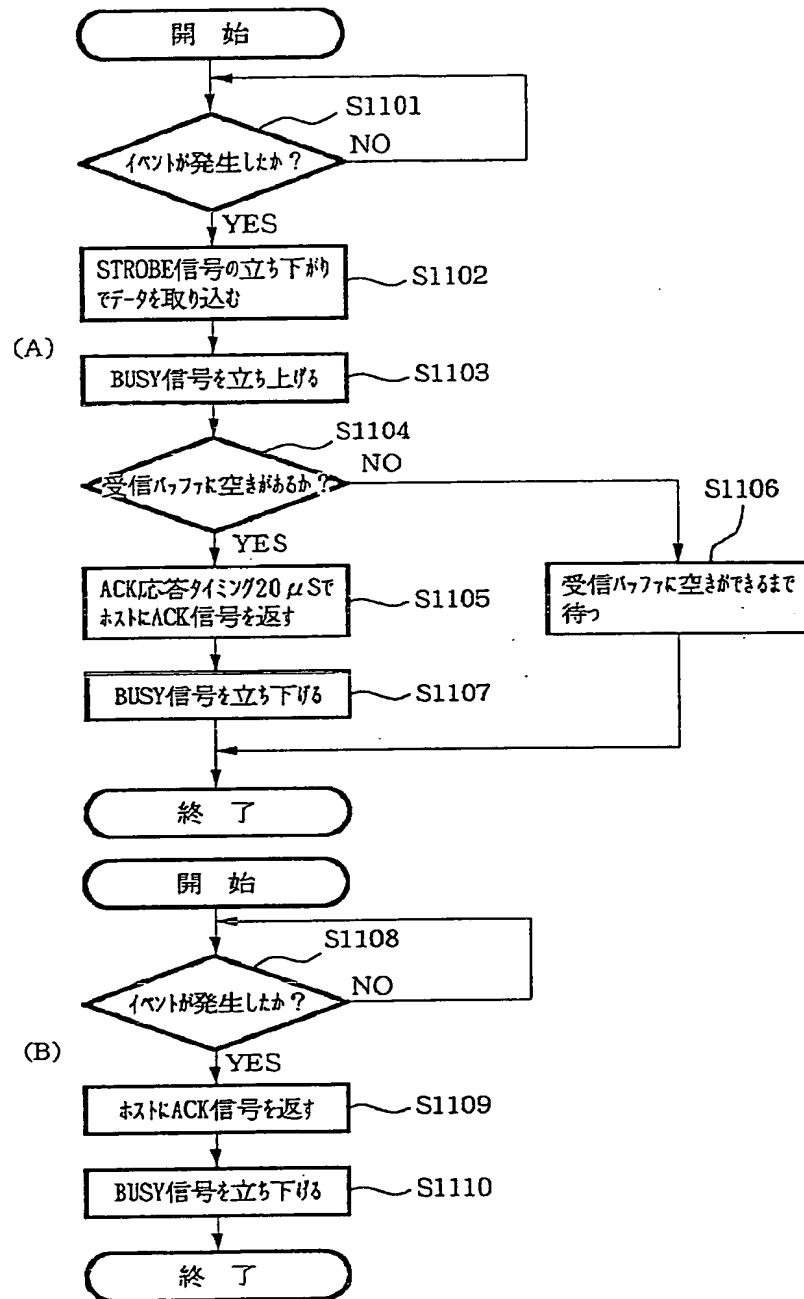 開 始
S1101
イベントが発生したか?
NO
YES
STROBE信号の立ち下がり
でデータを取り込む
S1102
(A)
BUSY信号を立ち上げる
S1103
S1104
受信バッファに空きがあるか?
NO
S1106
YES
ACK応答タイミング20μSで
ホストにACK信号を返す
S1105
受信バッファに空きができるまで
待つ
BUSY信号を立ち下げる
S1107
終 了
開 始
S1108
イベントが発生したか?
NO
(B)
YES
ホストにACK信号を返す
S1109
BUSY信号を立ち下げる
S1110
終 了